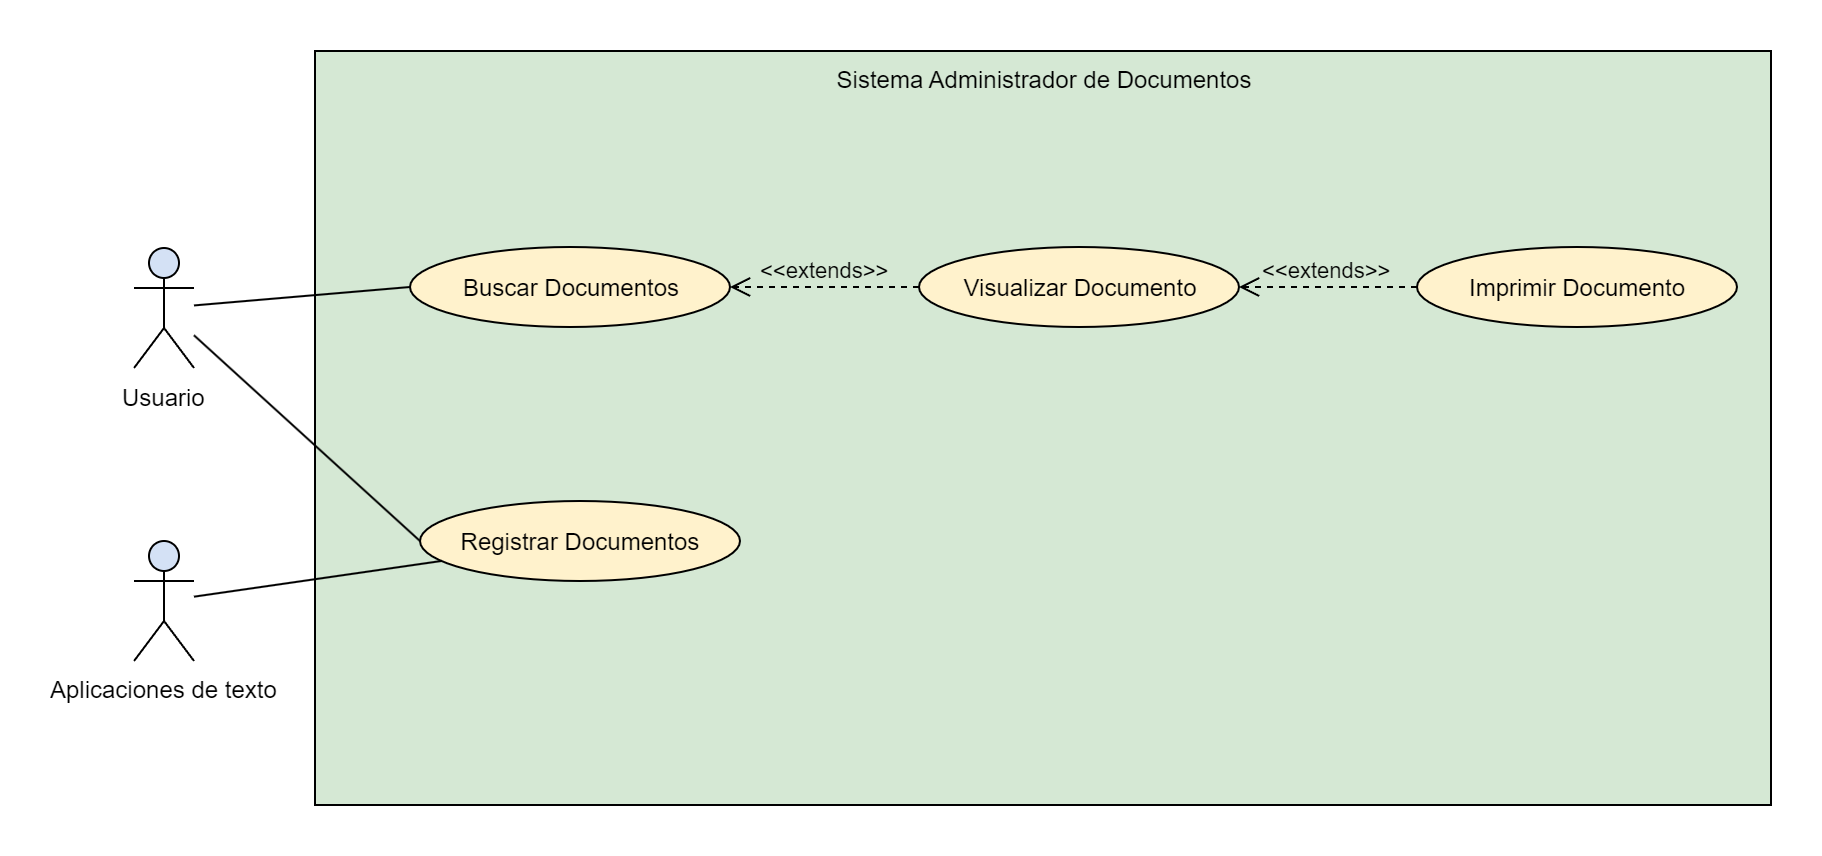 Sistema Administrador de Documentos
Buscar Documentos
<<extends>>
Visualizar Documento
<<extends>>
Imprimir Documento
Usuario
Registrar Documentos
Aplicaciones de texto